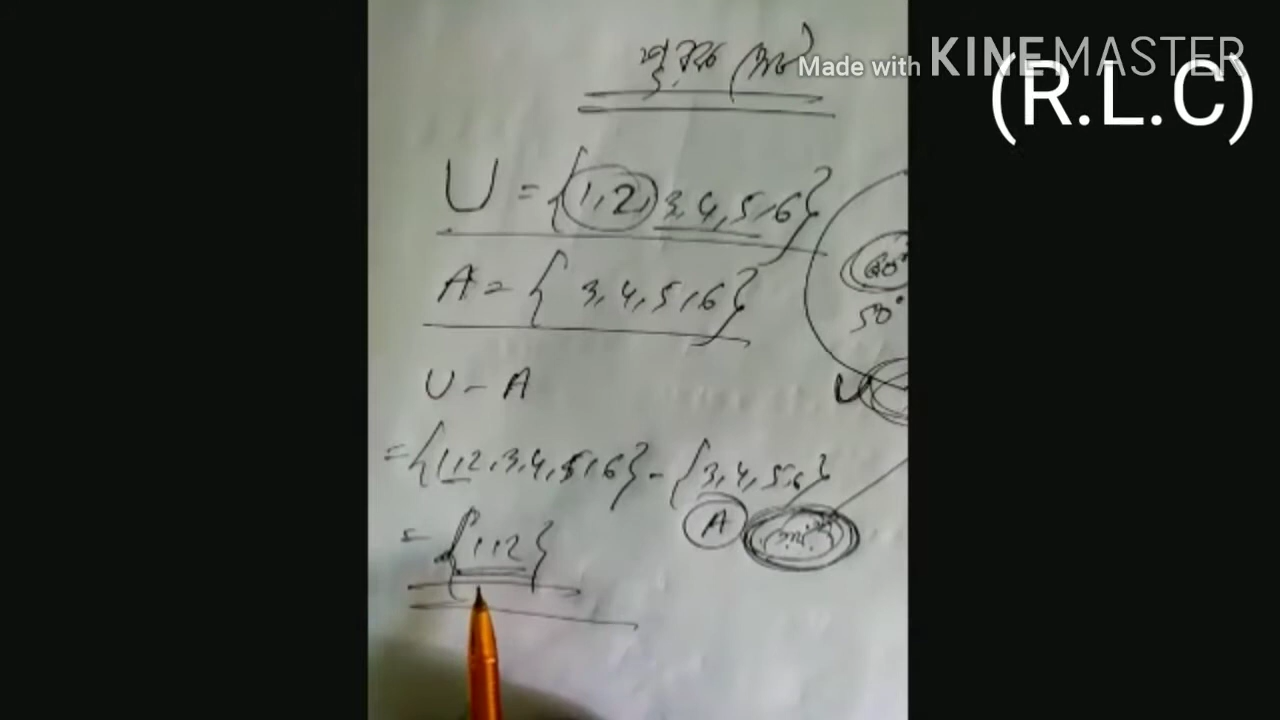 পূরক সেট
Made with KINEMASTER
(R.L.C)
U = {1,2,3,4,5,6}
A = { 3,4,5,6}
U - A
U
= {1,2,3,4,5,6} - {3,4,5,6}
A
= {1,2}